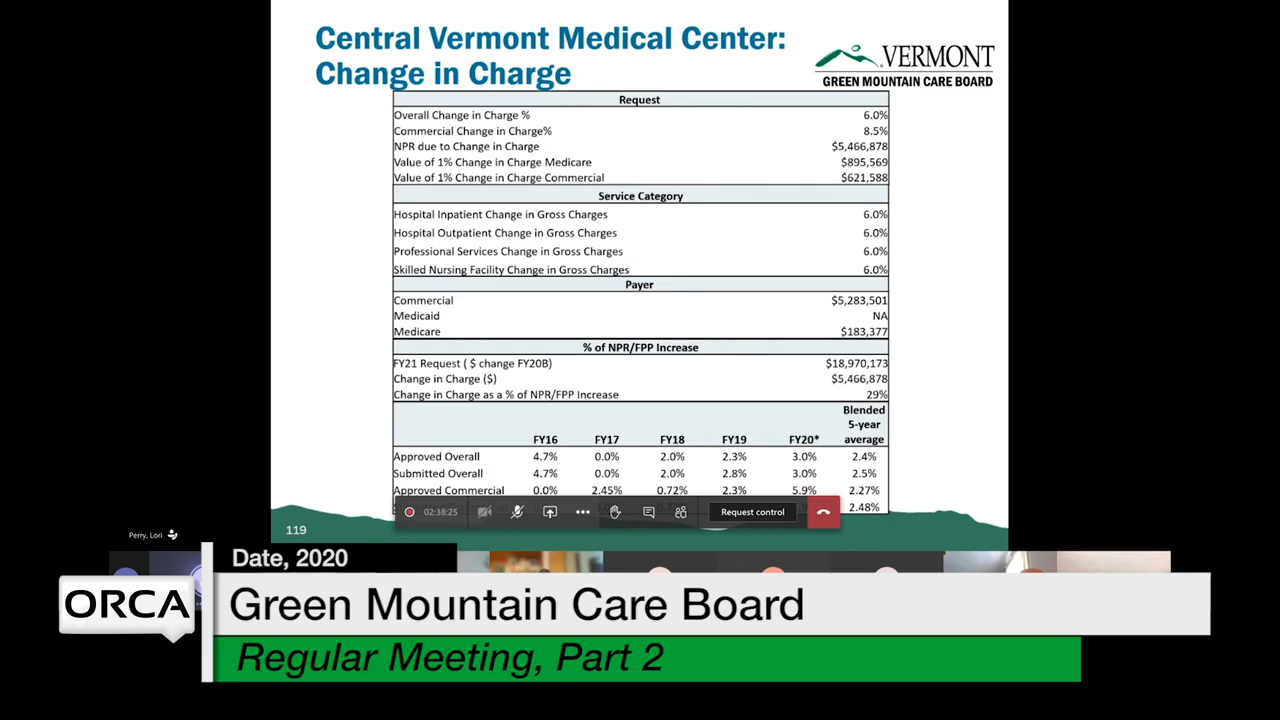 Central Vermont Medical Center:
Change in Charge
VERMONT
GREEN MOUNTAIN CARE BOARD
Request
Overall Change in Charge % 6.0%
Commercial Change in Charge% 8.5%
NPR due to Change in Charge $5,466,878
Value of 1% Change in Charge Medicare $895,569
Value of 1% Change in Charge Commercial $621,588
Service Category
Hospital Inpatient Change in Gross Charges 6.0%
Hospital Outpatient Change in Gross Charges 6.0%
Professional Services Change in Gross Charges 6.0%
Skilled Nursing Facility Change in Gross Charges 6.0%
Payer
Commercial $5,283,501
Medicaid NA
Medicare $183,377
% of NPR/FPP Increase
FY21 Request ( $ change FY20B) $18,970,173
Change in Charge ($) $5,466,878
Change in Charge as a % of NPR/FPP Increase 29%
Blended
5-year
FY16 FY17 FY18 FY19 FY20* average
Approved Overall 4.7% 0.0% 2.0% 2.3% 3.0% 2.4%
Submitted Overall 4.7% 0.0% 2.0% 2.8% 3.0% 2.5%
Approved Commercial 0.0% 2.45% 0.72% 2.3% 5.9% 2.27%
2.48%
02:38:25
Request control
119
Perry, Lori
Date, 2020
ORCA
Green Mountain Care Board
Regular Meeting, Part 2